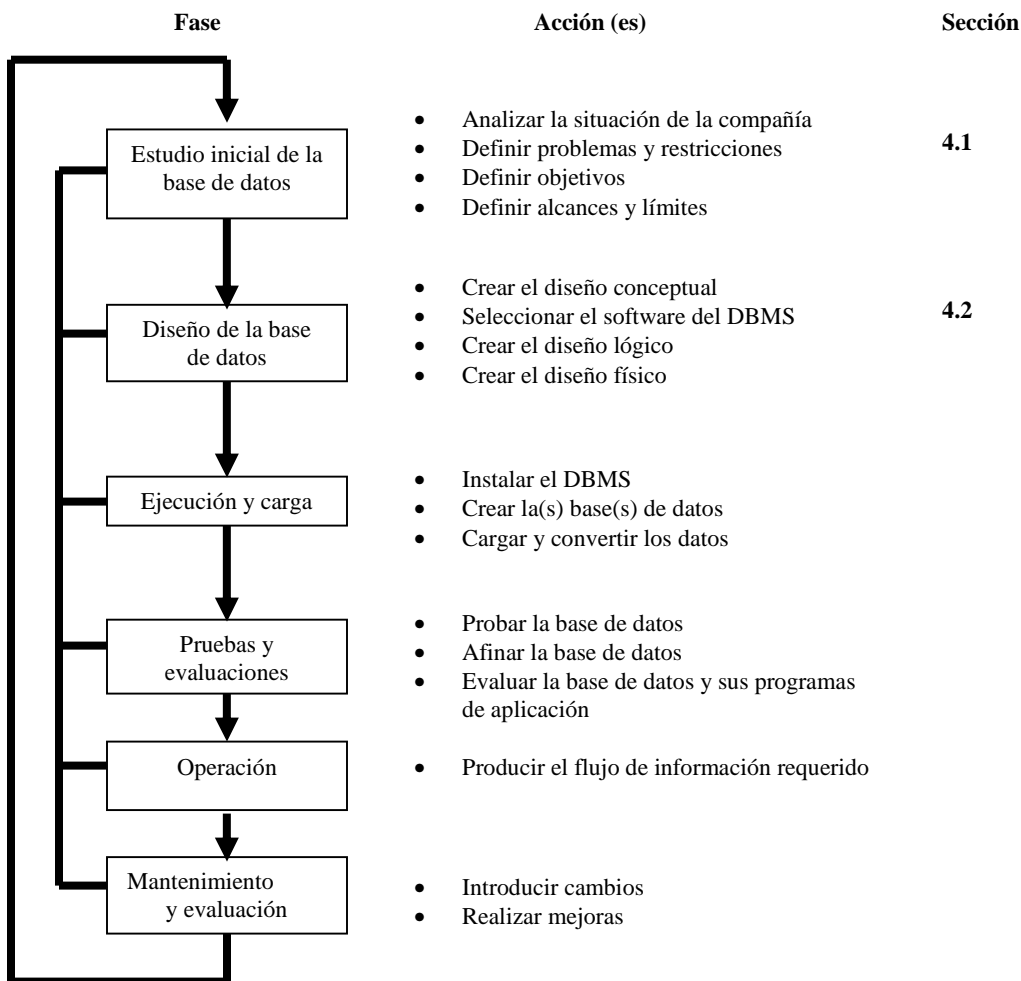 Fase Acción (es) Sección
Estudio inicial de la
base de datos
• Analizar la situación de la compañía
• Definir problemas y restricciones
• Definir objetivos
• Definir alcances y límites
4.1
Diseño de la base
de datos
• Crear el diseño conceptual
• Seleccionar el software del DBMS
• Crear el diseño lógico
• Crear el diseño físico
4.2
Ejecución y carga
• Instalar el DBMS
• Crear la(s) base(s) de datos
• Cargar y convertir los datos
Pruebas y
evaluaciones
• Probar la base de datos
• Afinar la base de datos
• Evaluar la base de datos y sus programas
de aplicación
Operación
• Producir el flujo de información requerido
Mantenimiento
y evaluación
• Introducir cambios
• Realizar mejoras